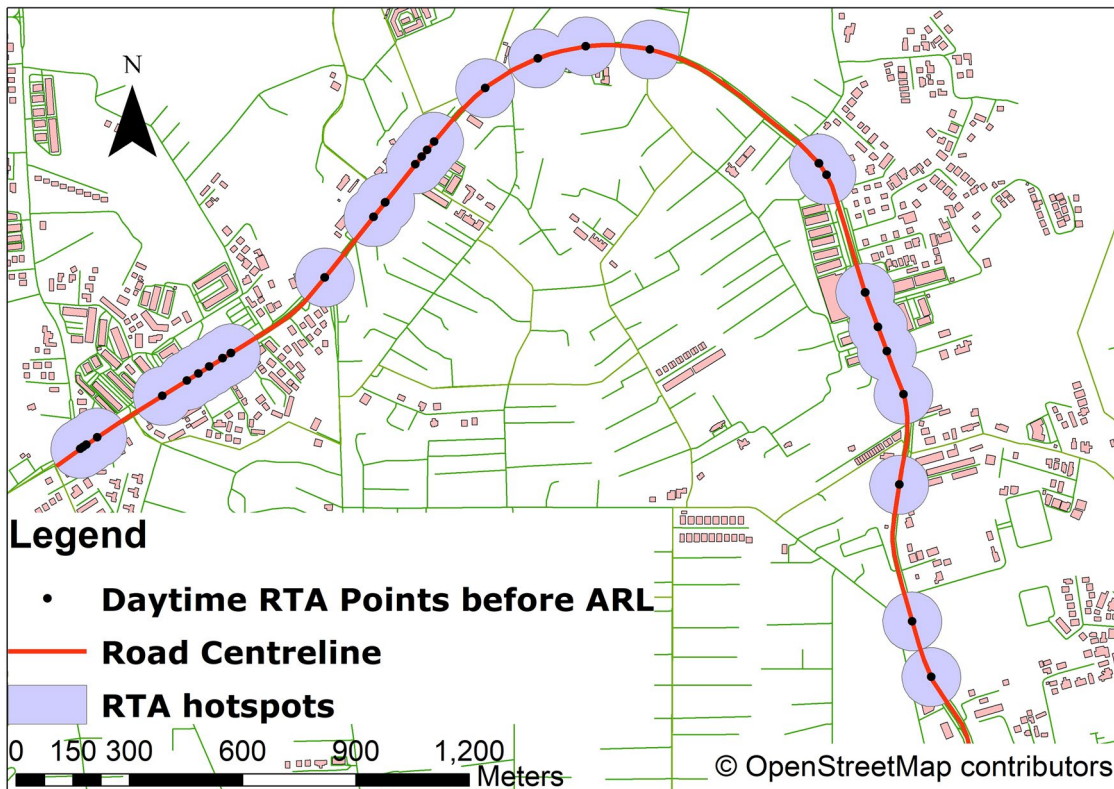 N
Legend
Daytime RTA Points before ARL
Road Centreline
RTA hotspots
0 150 300 600 900 1,200
Meters
© OpenStreetMap contributors